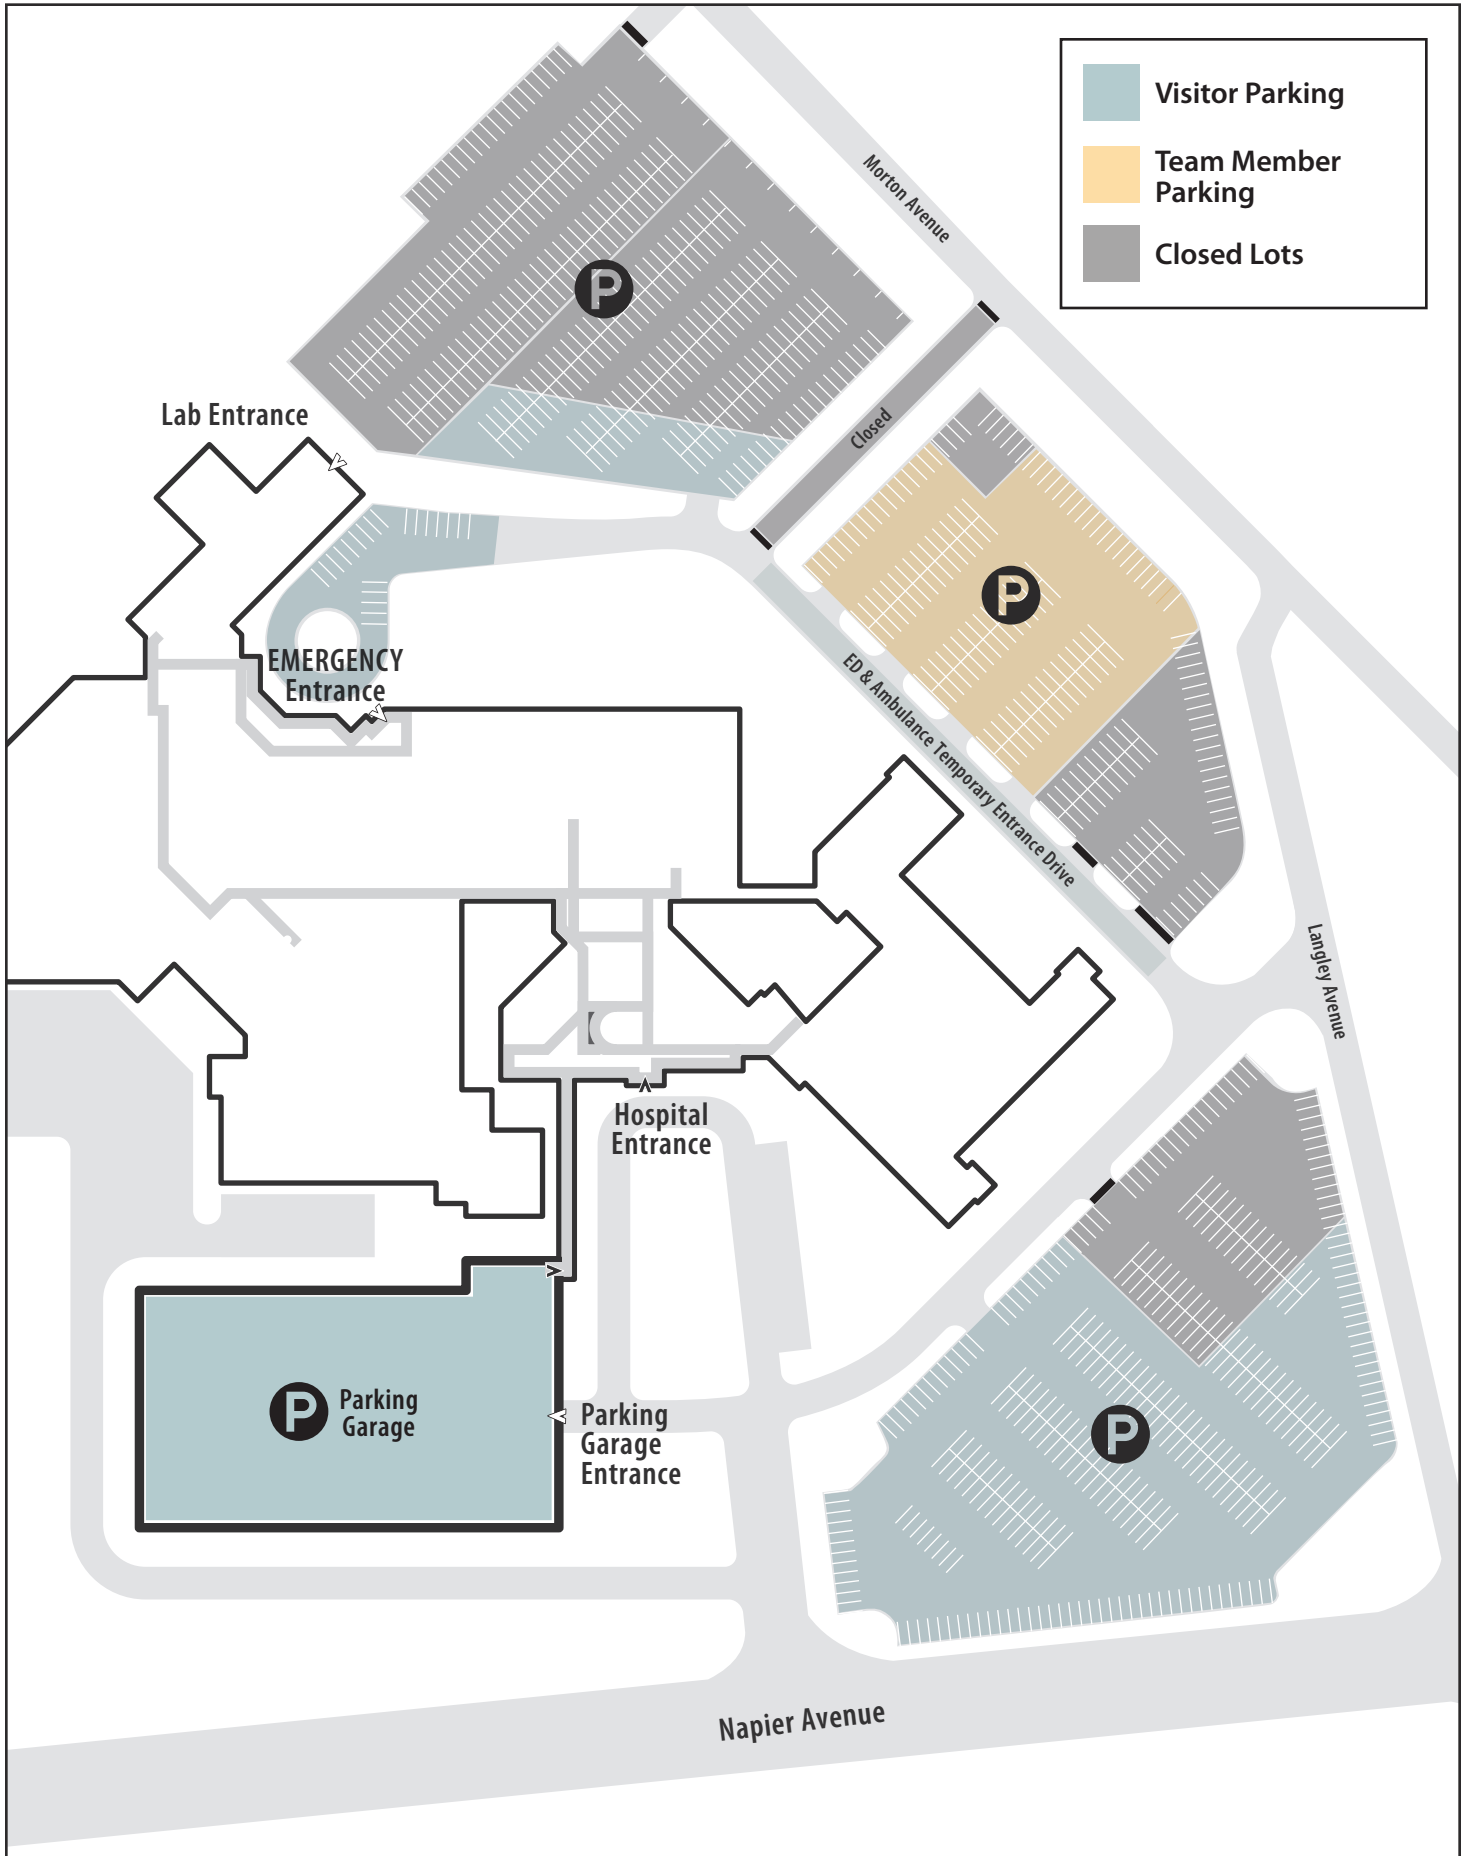 Visitor Parking
Team Member
Parking
Closed Lots
Morton Avenue
P
Closed
Lab Entrance
P
EMERGENCY
Entrance
ED & Ambulance Temporary Entrance Drive
Langley Avenue
Hospital
Entrance
P
Parking
Garage
Parking
Garage
Entrance
P
Napier Avenue